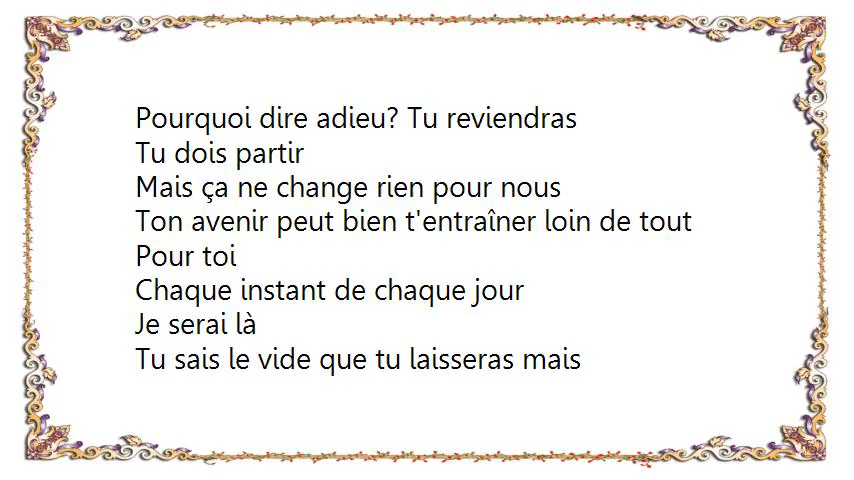 Pourquoi dire adieu? Tu reviendras
Tu dois partir
Mais ça ne change rien pour nous
Ton avenir peut bien t'entraîner loin de tout
Pour toi
Chaque instant de chaque jour
Je serai là
Tu sais le vide que tu laisseras mais